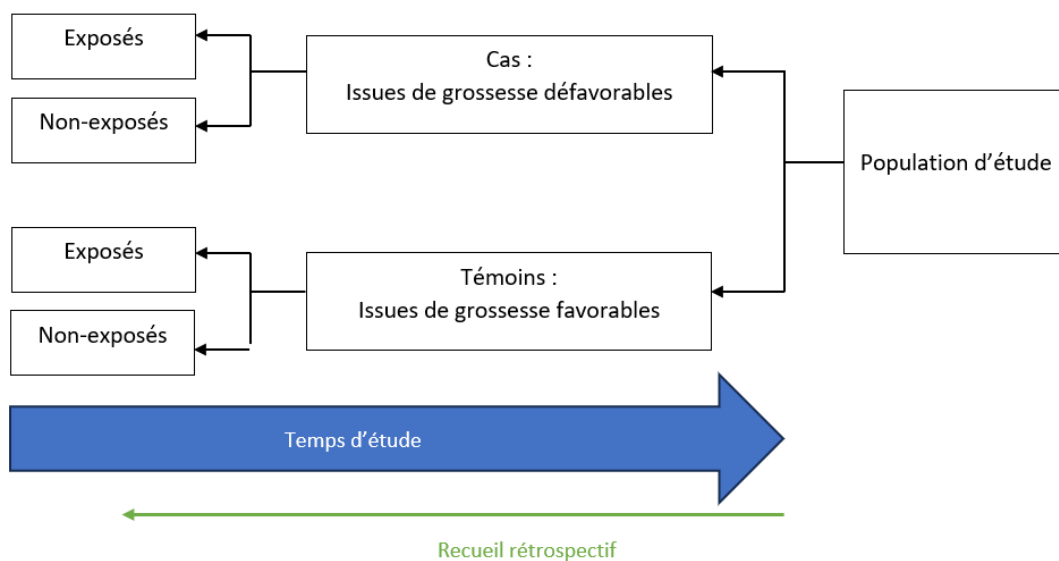 Exposés
Cas :
Issues de grossesse défavorables
Non-exposés
Population d’étude
Exposés
Témoins :
Issues de grossesse favorables
Non-exposés
Temps d’étude
Recueil rétrospectif